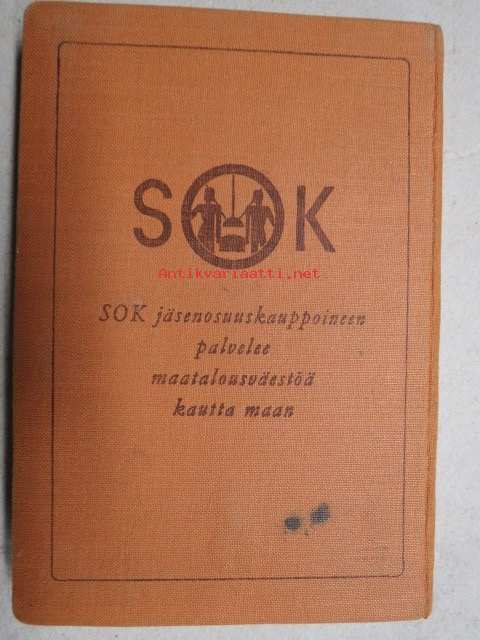 SOK
Antikvariaatti.net
SOK jäsenosuuskauppoineen
palvelee
maatalousväestöä
kautta maan